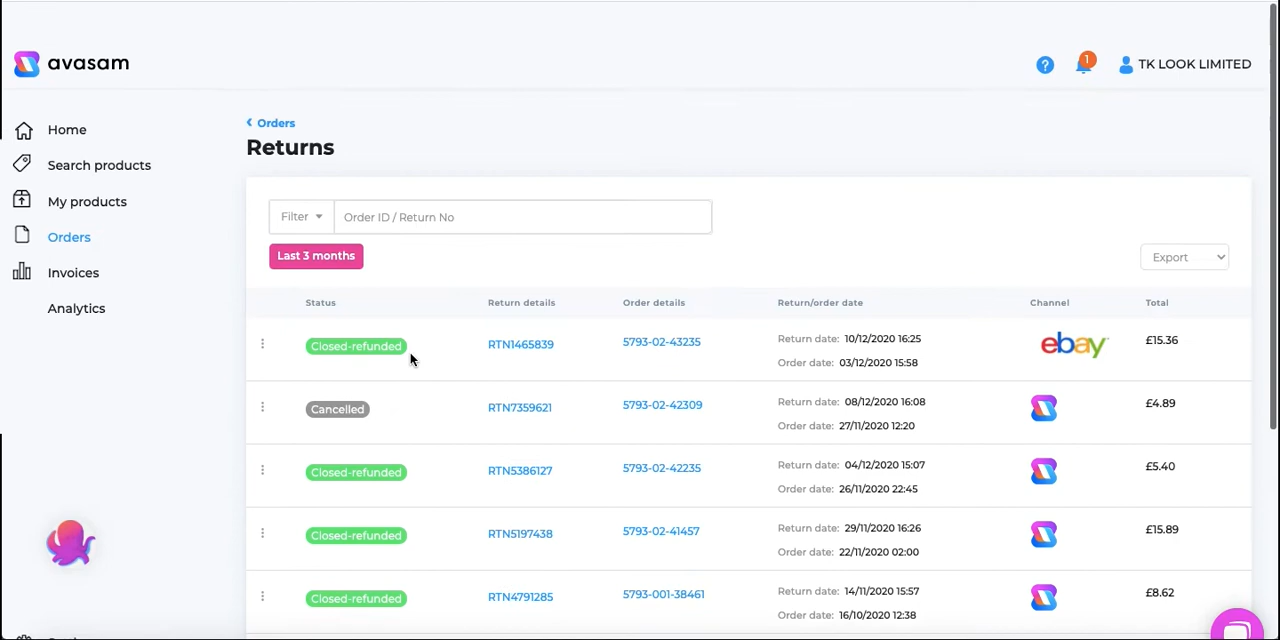 avasam
? 1 TK LOOK LIMITED
Home
Search products
My products
Orders
Invoices
Analytics
Orders
Returns
Filter Order ID / Return No
Last 3 months Export
Status Return details Order details Return/order date Channel Total
Closed-refunded RTN1465839 5793-02-43235 Return date: 10/12/2020 16:25 ebay £15.36
Order date: 03/12/2020 15:58
Cancelled RTN7359621 5793-02-42309 Return date: 08/12/2020 16:08 £4.89
Order date: 27/11/2020 12:20
Closed-refunded RTN5386127 5793-02-42235 Return date: 04/12/2020 15:07 £5.40
Order date: 26/11/2020 22:45
Closed-refunded RTN5197438 5793-02-41457 Return date: 29/11/2020 16:26 £15.89
Order date: 22/11/2020 02:00
Closed-refunded RTN4791285 5793-001-38461 Return date: 14/11/2020 15:57 £8.62
Order date: 16/10/2020 12:38